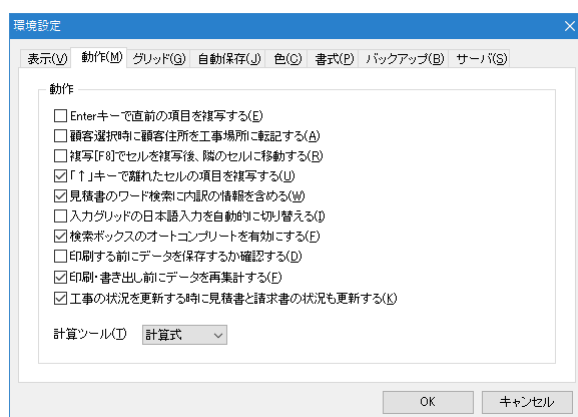 環境設定
表示(V) 動作(M) グリッド(G) 自動保存(J) 色(C) 書式(P) バックアップ(B) サーバ(S)
動作
Enterキーで直前の項目を複写する(E)
顧客選択時に顧客住所を工事場所に転記する(A)
複写[F8]でセルを複写後、隣のセルに移動する(R)
「↑」キーで離れたセルの項目を複写する(U)
見積書のワード検索に内訳の情報を含める(W)
入力グリッドの日本語入力を自動的に切り替える(I)
検索ボックスのオートコンプリートを有効にする(F)
印刷する前にデータを保存するか確認する(D)
印刷・書き出し前にデータを再集計する(F)
工事の状況を更新する時に見積書と請求書の状況も更新する(K)
計算ツール(T) 計算式
OK キャンセル